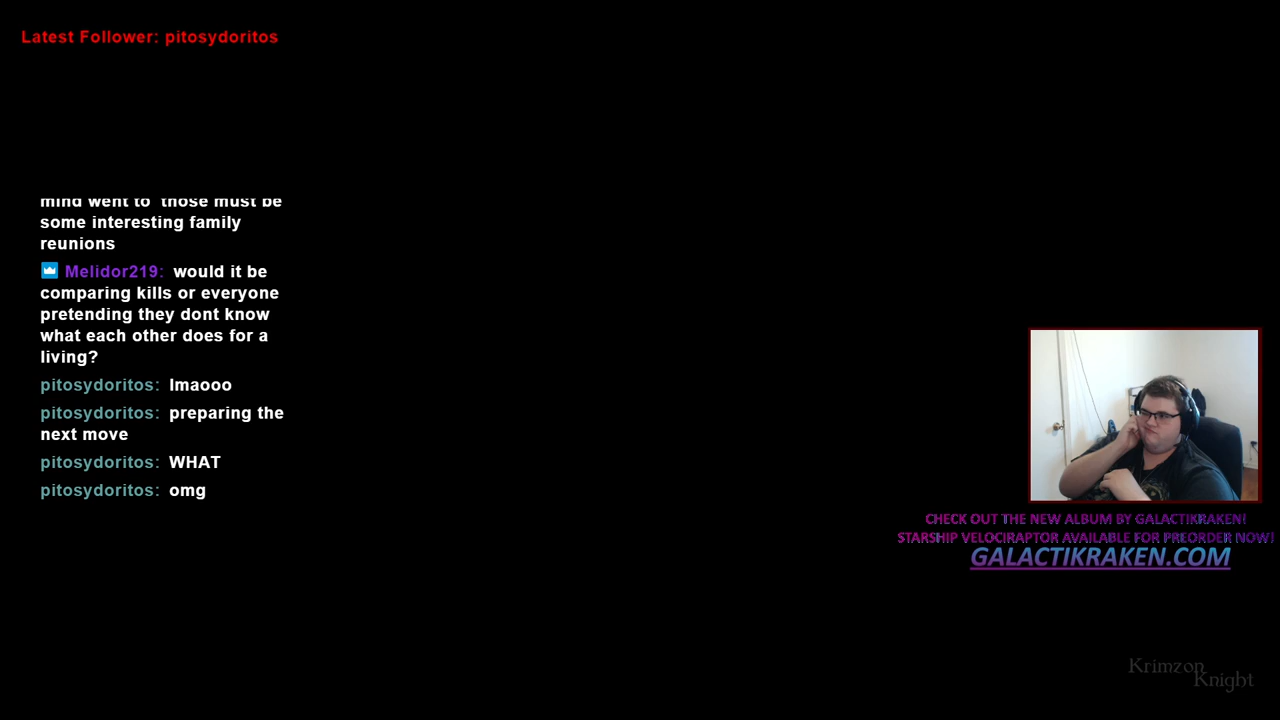 Latest Follower: pitosydoritos
mind went to those must be
some interesting family
reunions
Melidor219: would it be
comparing kills or everyone
pretending they dont know
what each other does for a
living?
pitosydoritos: lmaooo
pitosydoritos: preparing the
next move
pitosydoritos: WHAT
pitosydoritos: omg
CHECK OUT THE NEW ALBUM BY GALACTIKRAKEN!
STARSHIP VELOCIRAPTOR AVAILABLE FOR PREORDER NOW!
GALACTIKRAKEN.COM
Krimzon
Knight